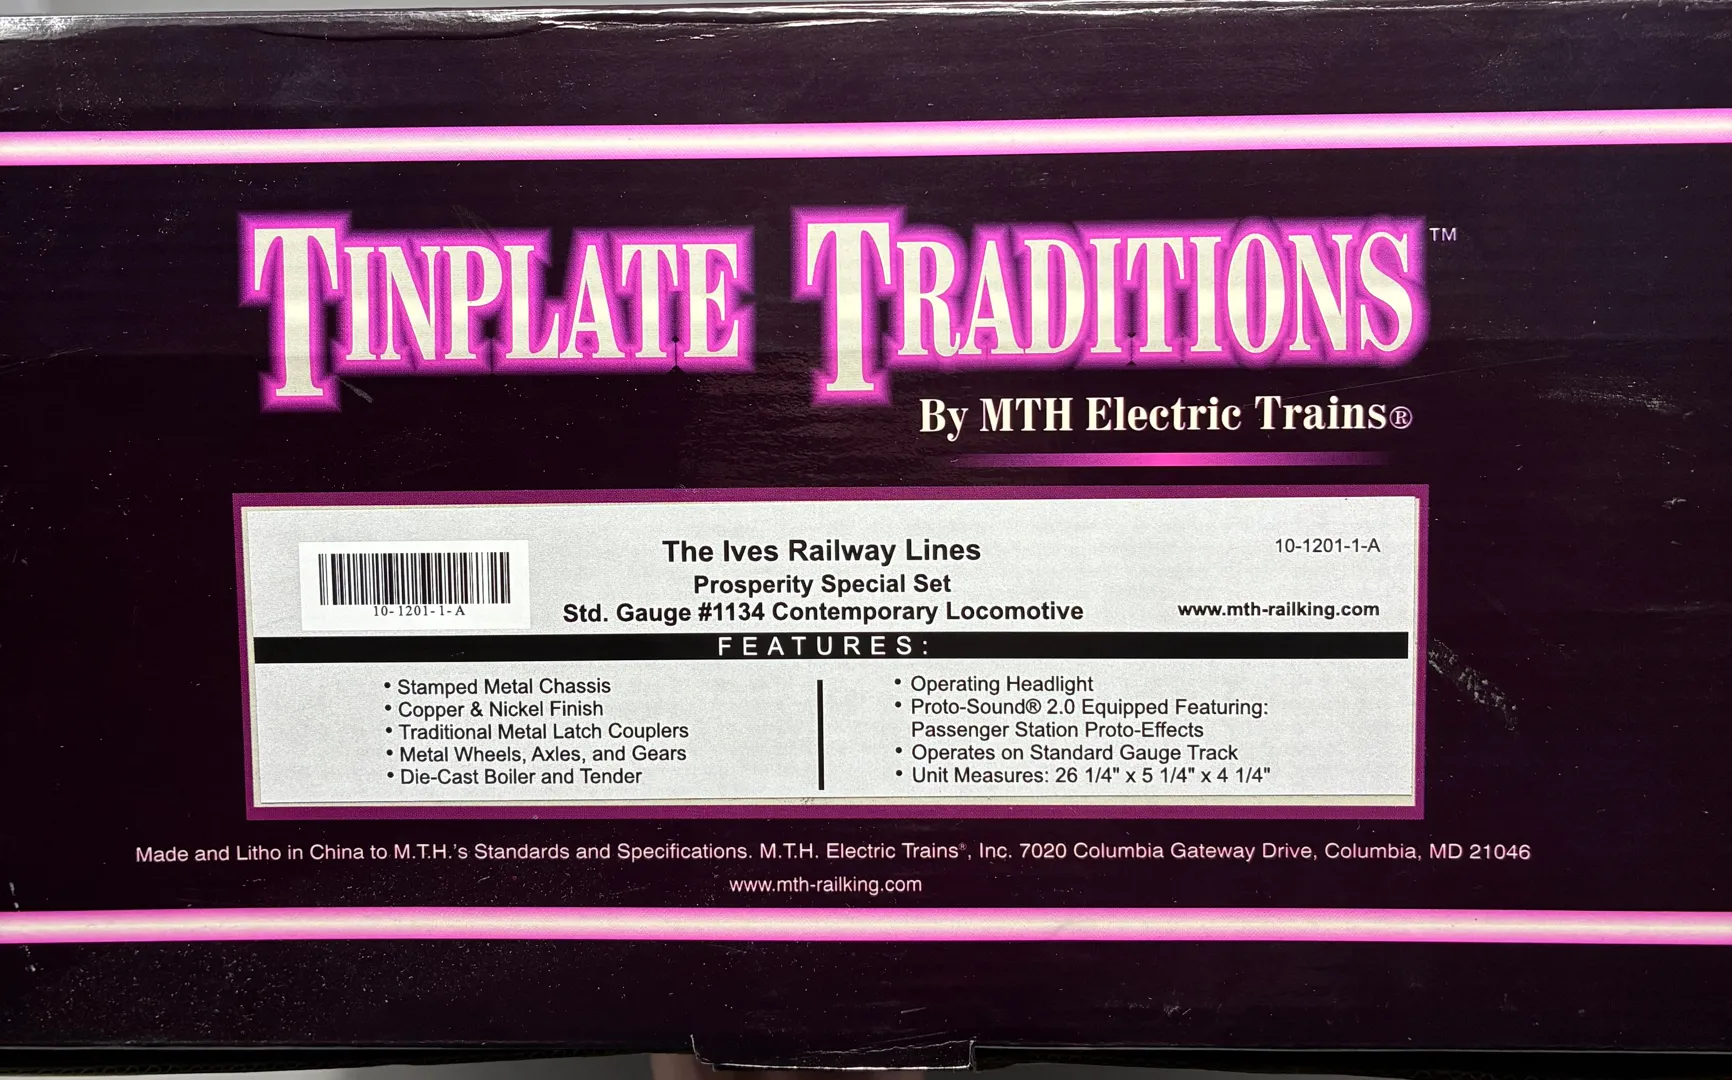 TINPLATE TRADITIONS™
By MTH Electric Trains®
The Ives Railway Lines
10-1201-1-A
Prosperity Special Set
10-1201-1-A
Std. Gauge #1134 Contemporary Locomotive
www.mth-railking.com
FEATURES:
• Stamped Metal Chassis
• Copper & Nickel Finish
• Traditional Metal Latch Couplers
• Metal Wheels, Axles, and Gears
• Die-Cast Boiler and Tender
• Operating Headlight
• Proto-Sound® 2.0 Equipped Featuring:
Passenger Station Proto-Effects
• Operates on Standard Gauge Track
• Unit Measures: 26 1/4" x 5 1/4" x 4 1/4"
Made and Litho in China to M.T.H.'s Standards and Specifications. M.T.H. Electric Trains®, Inc. 7020 Columbia Gateway Drive, Columbia, MD 21046
www.mth-railking.com